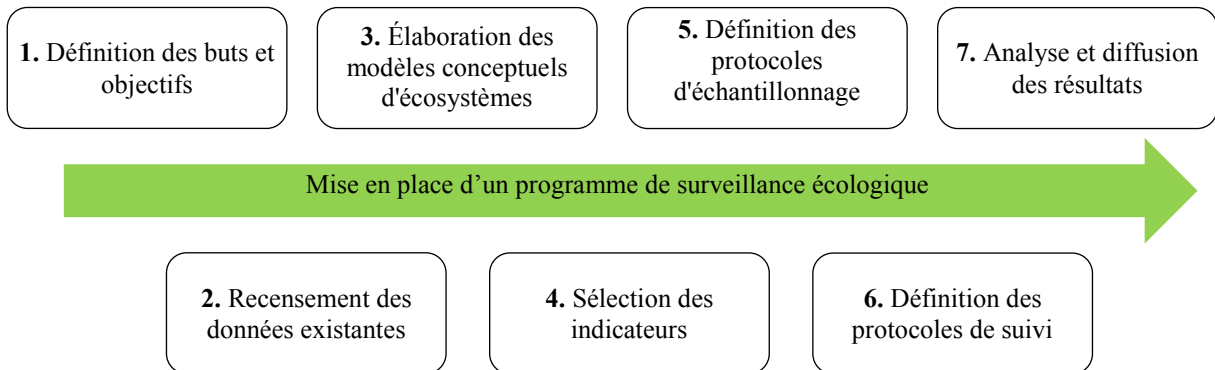 1. Définition des buts et
objectifs
3. Élaboration des
modèles conceptuels
d'écosystèmes
5. Définition des
protocoles
d'échantillonnage
7. Analyse et diffusion
des résultats
Mise en place d’un programme de surveillance écologique
2. Recensement des
données existantes
4. Sélection des
indicateurs
6. Définition des
protocoles de suivi